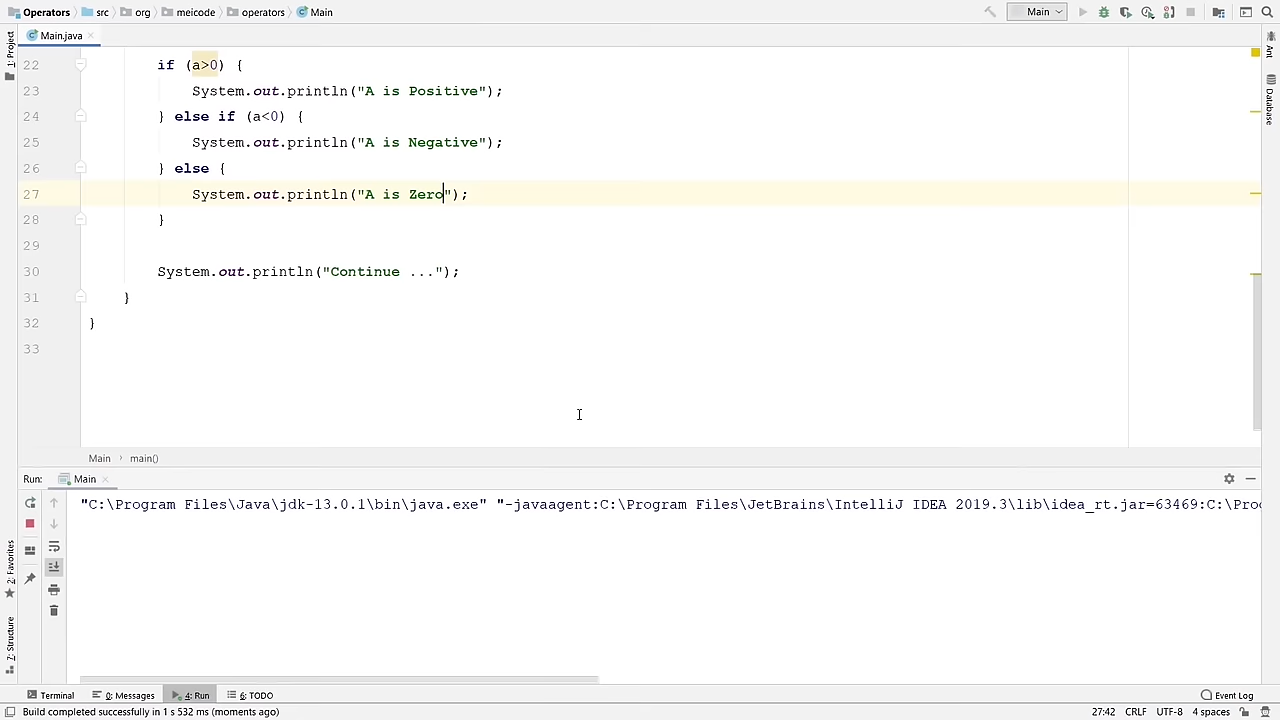 Operators > src > org > meicode > operators > Main
Main
Main.java
1: Project
Ant
Database
22 if (a>0) {
23 System.out.println("A is Positive");
24 } else if (a<0) {
25 System.out.println("A is Negative");
26 } else {
27 System.out.println("A is Zero");
28 }
29
30 System.out.println("Continue ...");
31 }
32 }
33
Main > main()
Run: Main
"C:\Program Files\Java\jdk-13.0.1\bin\java.exe" "-javaagent:C:\Program Files\JetBrains\IntelliJ IDEA 2019.3\lib\idea_rt.jar=63469:C:\Pro
2: Favorites
7: Structure
Terminal 0: Messages 4: Run 6: TODO Event Log
Build completed successfully in 1 s 532 ms (moments ago) 27:42 CRLF UTF-8 4 spaces